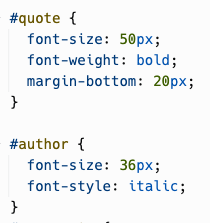 #quote {
  font-size: 50px;
  font-weight: bold;
  margin-bottom: 20px;
}

#author {
  font-size: 36px;
  font-style: italic;
}